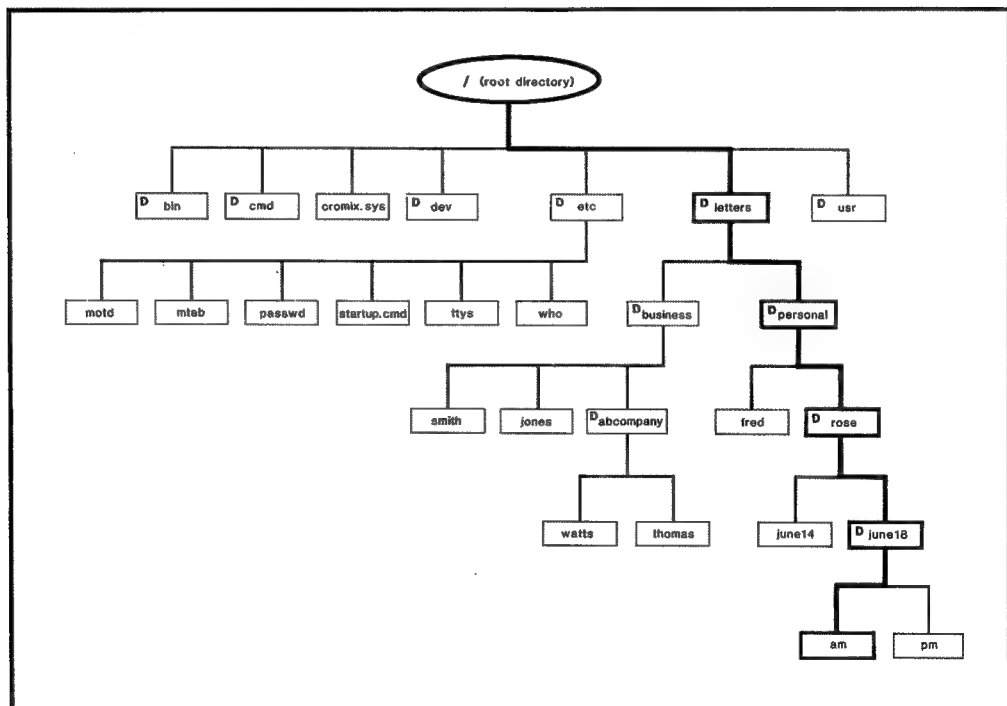 / (root directory)
D bin D cmd cromix.sys D dev D etc D letters D usr
motd mtab passwd startup.cmd ttys who D business D personal
smith jones D abcompany fred D rose
watts thomas june14 D june18
am pm